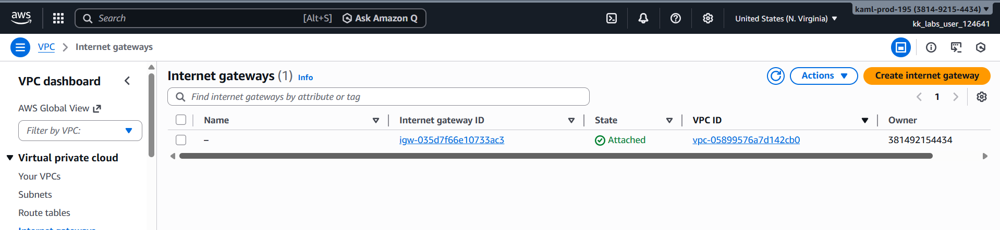 aws
Search [Alt+S] Ask Amazon Q
United States (N. Virginia)
kaml-prod-195 (3814-9215-4434)
kk_labs_user_124641
VPC > Internet gateways
VPC dashboard
AWS Global View
Filter by VPC:
Virtual private cloud
Your VPCs
Subnets
Route tables
Internet gateways
Internet gateways (1) Info
Actions
Create internet gateway
Find internet gateways by attribute or tag
1
Name Internet gateway ID State VPC ID Owner
– igw-035d7f66e10733ac3 Attached vpc-05899576a7d142cb0 381492154434